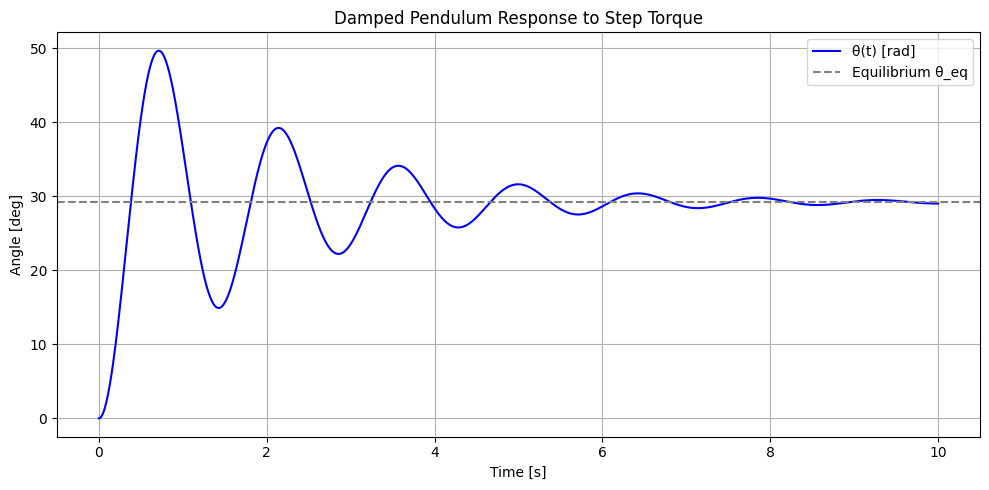 Damped Pendulum Response to Step Torque
θ(t) [rad]
Equilibrium θ_eq
Angle [deg]
50
40
30
20
10
0
0 2 4 6 8 10
Time [s]